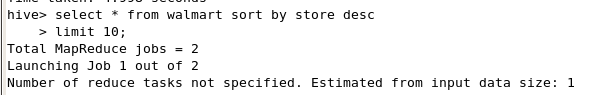 hive> select * from walmart sort by store desc
    > limit 10;
Total MapReduce jobs = 2
Launching Job 1 out of 2
Number of reduce tasks not specified. Estimated from input data size: 1